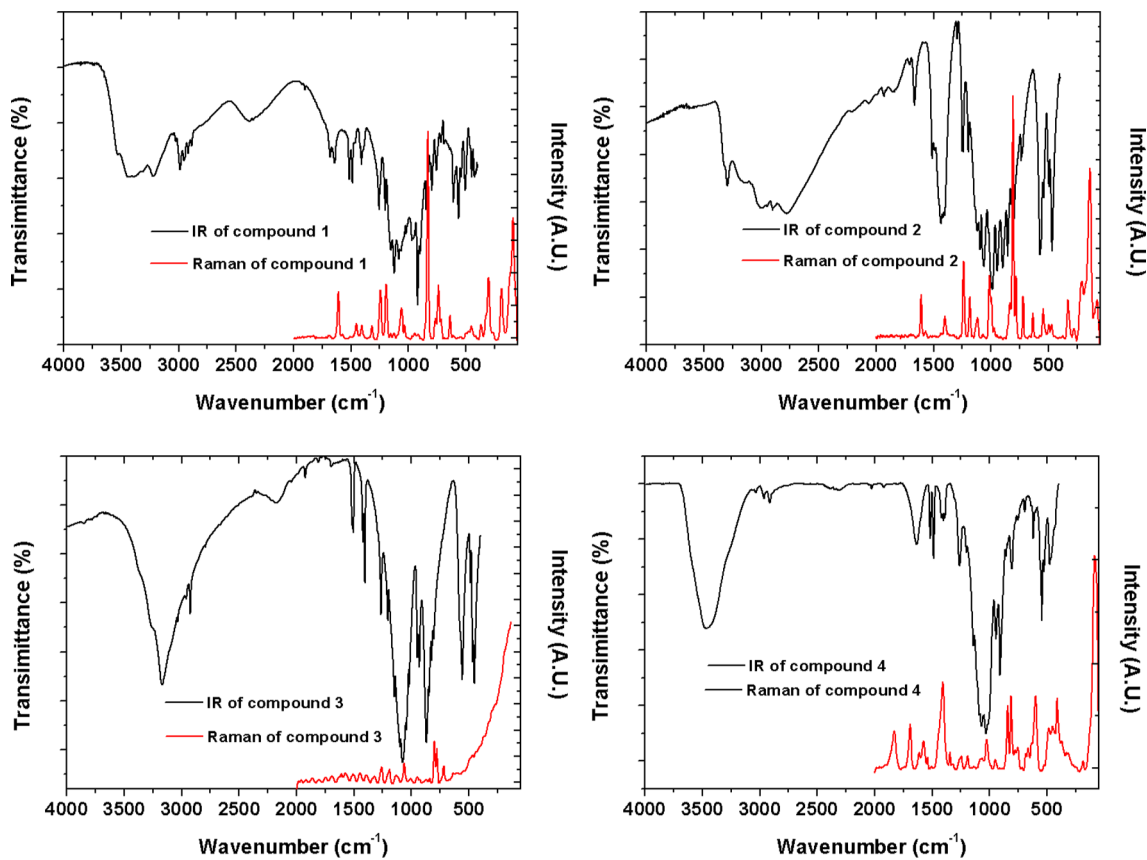 Transimittance (%)
Intensity (A.U.)
IR of compound 1
Raman of compound 1
4000 3500 3000 2500 2000 1500 1000 500
Wavenumber (cm⁻¹)
Transimittance (%)
Intensity (A.U.)
IR of compound 2
Raman of compound 2
4000 3500 3000 2500 2000 1500 1000 500
Wavenumber (cm⁻¹)
Transimittance (%)
Intensity (A.U.)
IR of compound 3
Raman of compound 3
4000 3500 3000 2500 2000 1500 1000 500
Wavenumber (cm⁻¹)
Transimittance (%)
Intensity (A.U.)
IR of compound 4
Raman of compound 4
4000 3500 3000 2500 2000 1500 1000 500
Wavenumber (cm⁻¹)